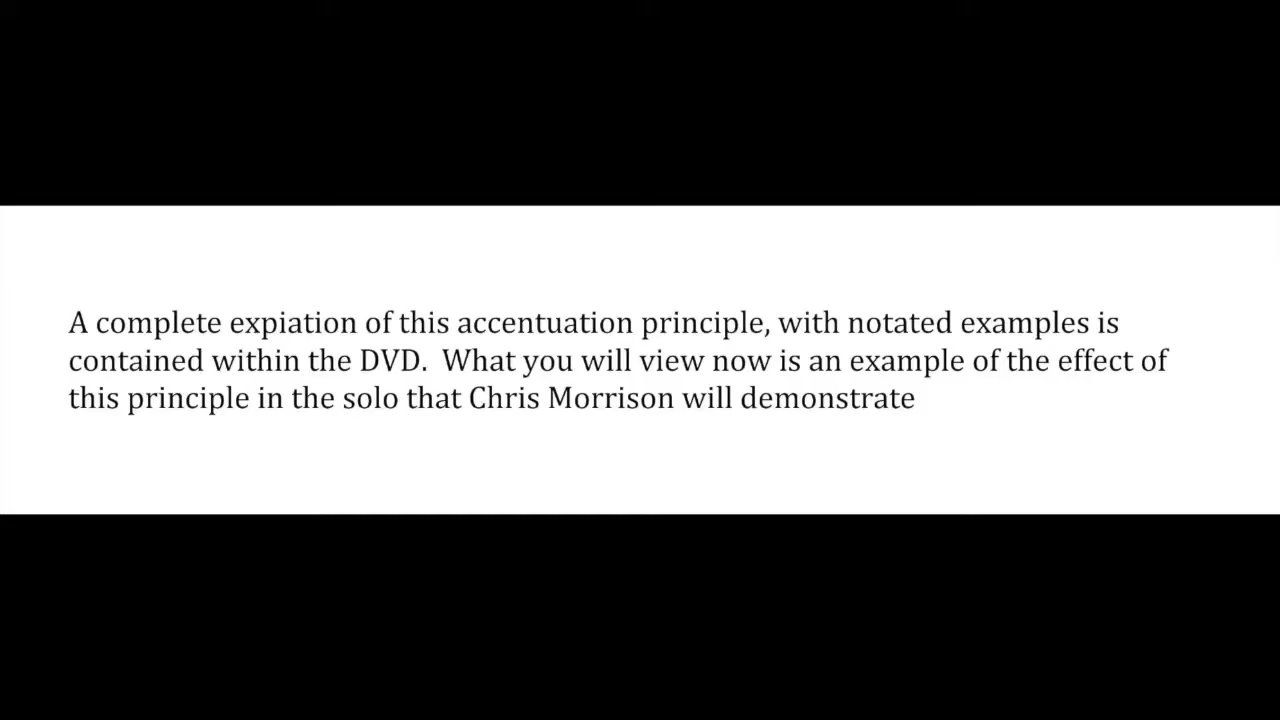 A complete expiation of this accentuation principle, with notated examples is
contained within the DVD.  What you will view now is an example of the effect of
this principle in the solo that Chris Morrison will demonstrate